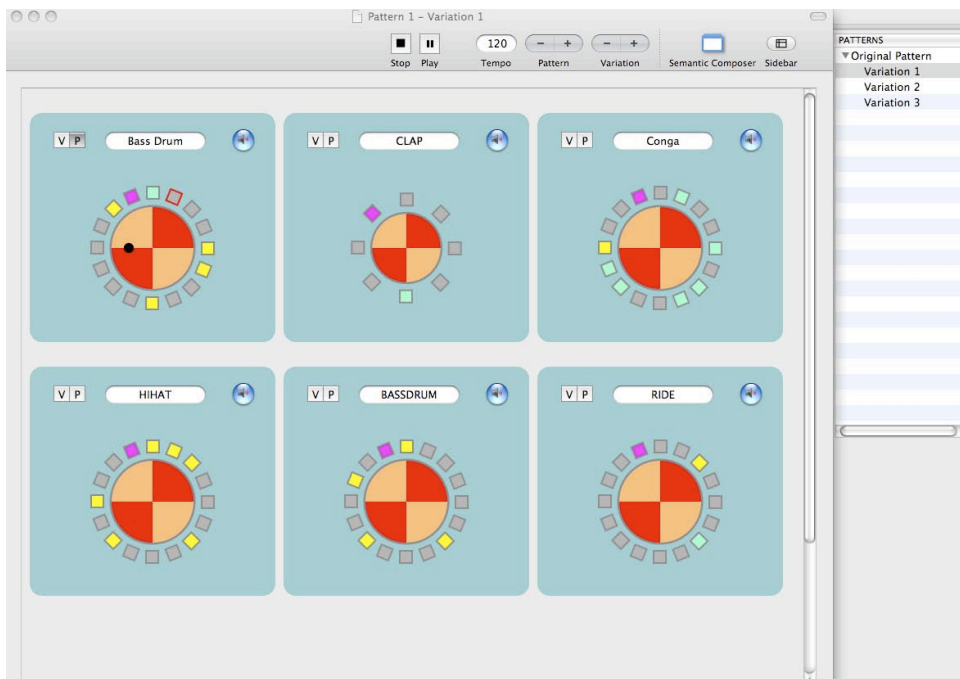 Pattern 1 – Variation 1
120
Stop Play Tempo Pattern Variation Semantic Composer Sidebar
PATTERNS
Original Pattern
Variation 1
Variation 2
Variation 3
V P Bass Drum
V P CLAP
V P Conga
V P HIHAT
V P BASSDRUM
V P RIDE